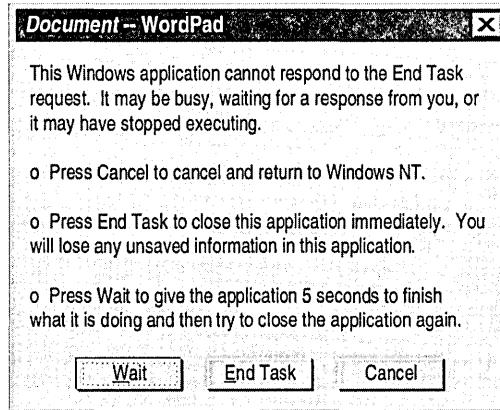 Document -- WordPad
This Windows application cannot respond to the End Task
request. It may be busy, waiting for a response from you, or
it may have stopped executing.
o Press Cancel to cancel and return to Windows NT.
o Press End Task to close this application immediately. You
will lose any unsaved information in this application.
o Press Wait to give the application 5 seconds to finish
what it is doing and then try to close the application again.
Wait End Task Cancel